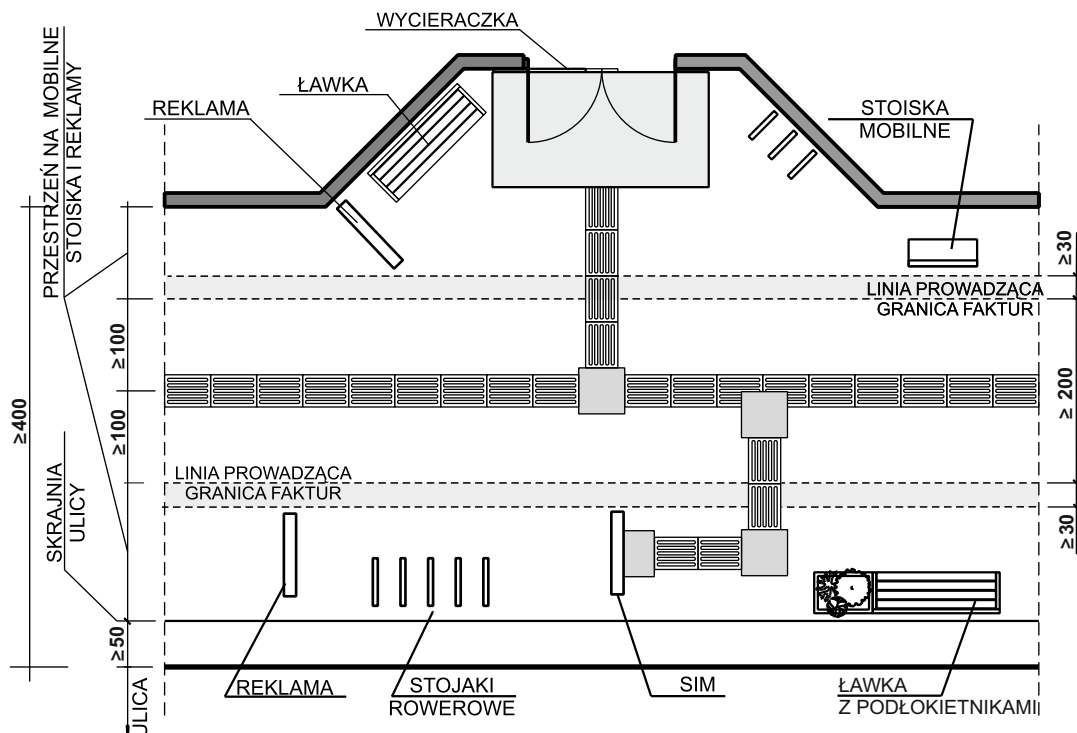 WYCIERACZKA
ŁAWKA
REKLAMA
STOISKA
MOBILNE
PRZESTRZEŃ NA MOBILNE
STOISKA I REKLAMY
≥30
LINIA PROWADZĄCA
GRANICA FAKTUR
≥100
≥400
≥100
≥200
LINIA PROWADZĄCA
GRANICA FAKTUR
SKRAJNIA
ULICY
≥30
≥50
ULICA
REKLAMA
STOJAKI
ROWEROWE
SIM
ŁAWKA
Z PODŁOKIETNIKAMI